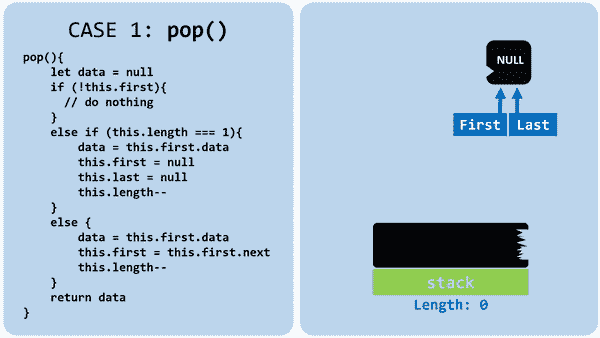 CASE 1: pop()
pop(){
    let data = null
    if (!this.first){
      // do nothing
    }
    else if (this.length === 1){
        data = this.first.data
        this.first = null
        this.last = null
        this.length--
    }
    else {
        data = this.first.data
        this.first = this.first.next
        this.length--
    }
    return data
}
NULL
First Last
stack
Length: 0